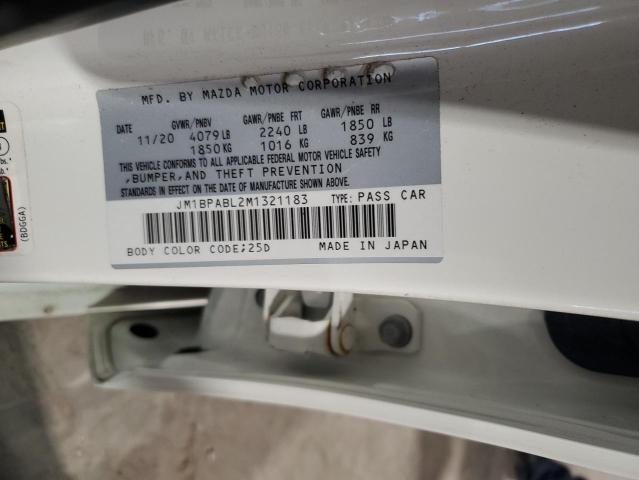 MFD. BY MAZDA MOTOR CORPORATION
DATE GVWR/PNBV GAWR/PNBE FRT GAWR/PNBE RR
11/20 4079 LB 2240 LB 1850 LB
1850 KG 1016 KG 839 KG
THIS VEHICLE CONFORMS TO ALL APPLICABLE FEDERAL MOTOR VEHICLE SAFETY
,BUMPER,AND THEFT PREVENTION
STANDARDS IN EFFECT ON THE DATE OF MANUFACTURE SHOWN ABOVE.
JM1BPABL2M1321183 TYPE: PASS CAR
BODY COLOR CODE;25D MADE IN JAPAN
(BDGGA)